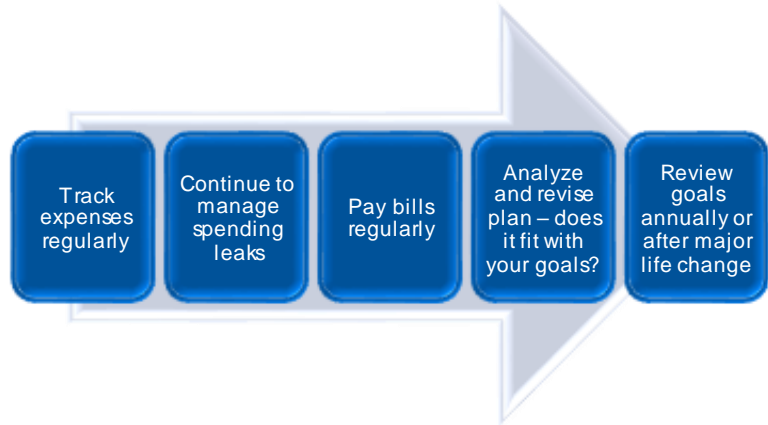 Track
expenses
regularly
Continue to
manage
spending
leaks
Pay bills
regularly
Analyze
and revise
plan – does
it fit with
your goals?
Review
goals
annually or
after major
life change